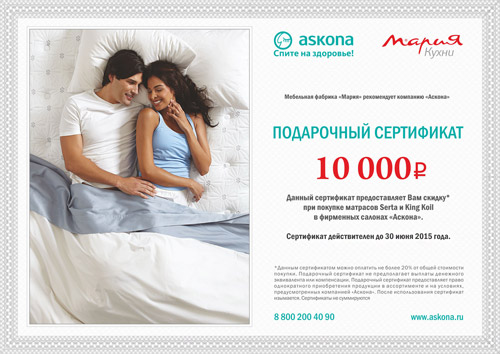 askona
Спите на здоровье!
Мария
Кухни
Мебельная фабрика «Мария» рекомендует компанию «Аскона»
ПОДАРОЧНЫЙ СЕРТИФИКАТ
10 000₽
Данный сертификат предоставляет Вам скидку*
при покупке матрасов Serta и King Koil
в фирменных салонах «Аскона».
Сертификат действителен до 30 июня 2015 года.
*Данным сертификатом можно оплатить не более 20% от общей стоимости
покупки. Подарочный сертификат не предполагает выплаты денежного
эквивалента или компенсации. Подарочный сертификат предоставляет право
однократного приобретения продукции в ассортименте и на условиях,
предусмотренных компанией «Аскона». После использования сертификат
изымается. Сертификаты не суммируются
8 800 200 40 90
www.askona.ru